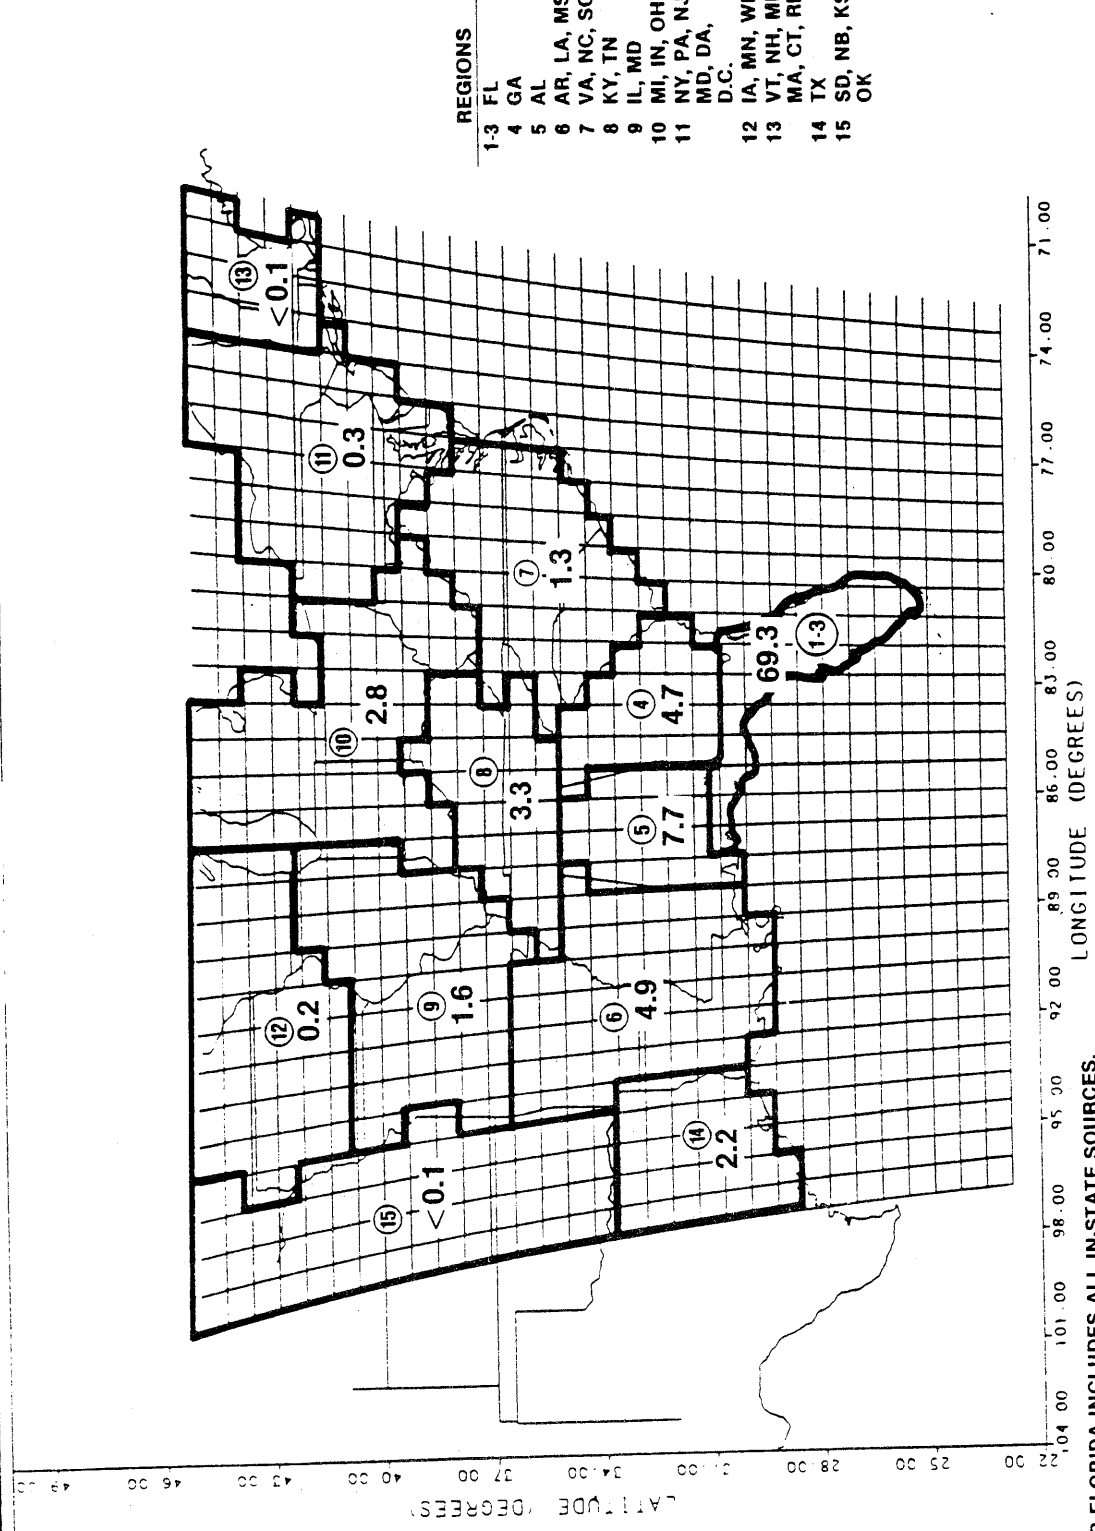 REGIONS
1-3 FL
4 GA
5 AL
6 AR, LA, MS
7 VA, NC, SC
8 KY, TN
9 IL, MD
10 MI, IN, OH
11 NY, PA, NJ
MD, DA,
D.C.
12 IA, MN, WI
13 VT, NH,
MA, CT, RI
14 TX
15 SD, NB, KS
OK
13
<0.1
11
0.3
7
1.3
10
2.8
8
3.3
4
4.7
5
7.7
69.3
1-3
12
0.2
9
1.6
6
4.9
14
2.2
15
<0.1
LATITUDE (DEGREES)
49 00
46 00
43 00
40 00
37 00
34.00
31.00
28.00
25 00
22 00
104 00
101.00
98.00
95 00
92 00
89 00
86.00
83.00
80 00
77.00
74.00
71.00
LONGITUDE (DEGREES)
FLORIDA INCLUDES ALL IN-STATE SOURCES.